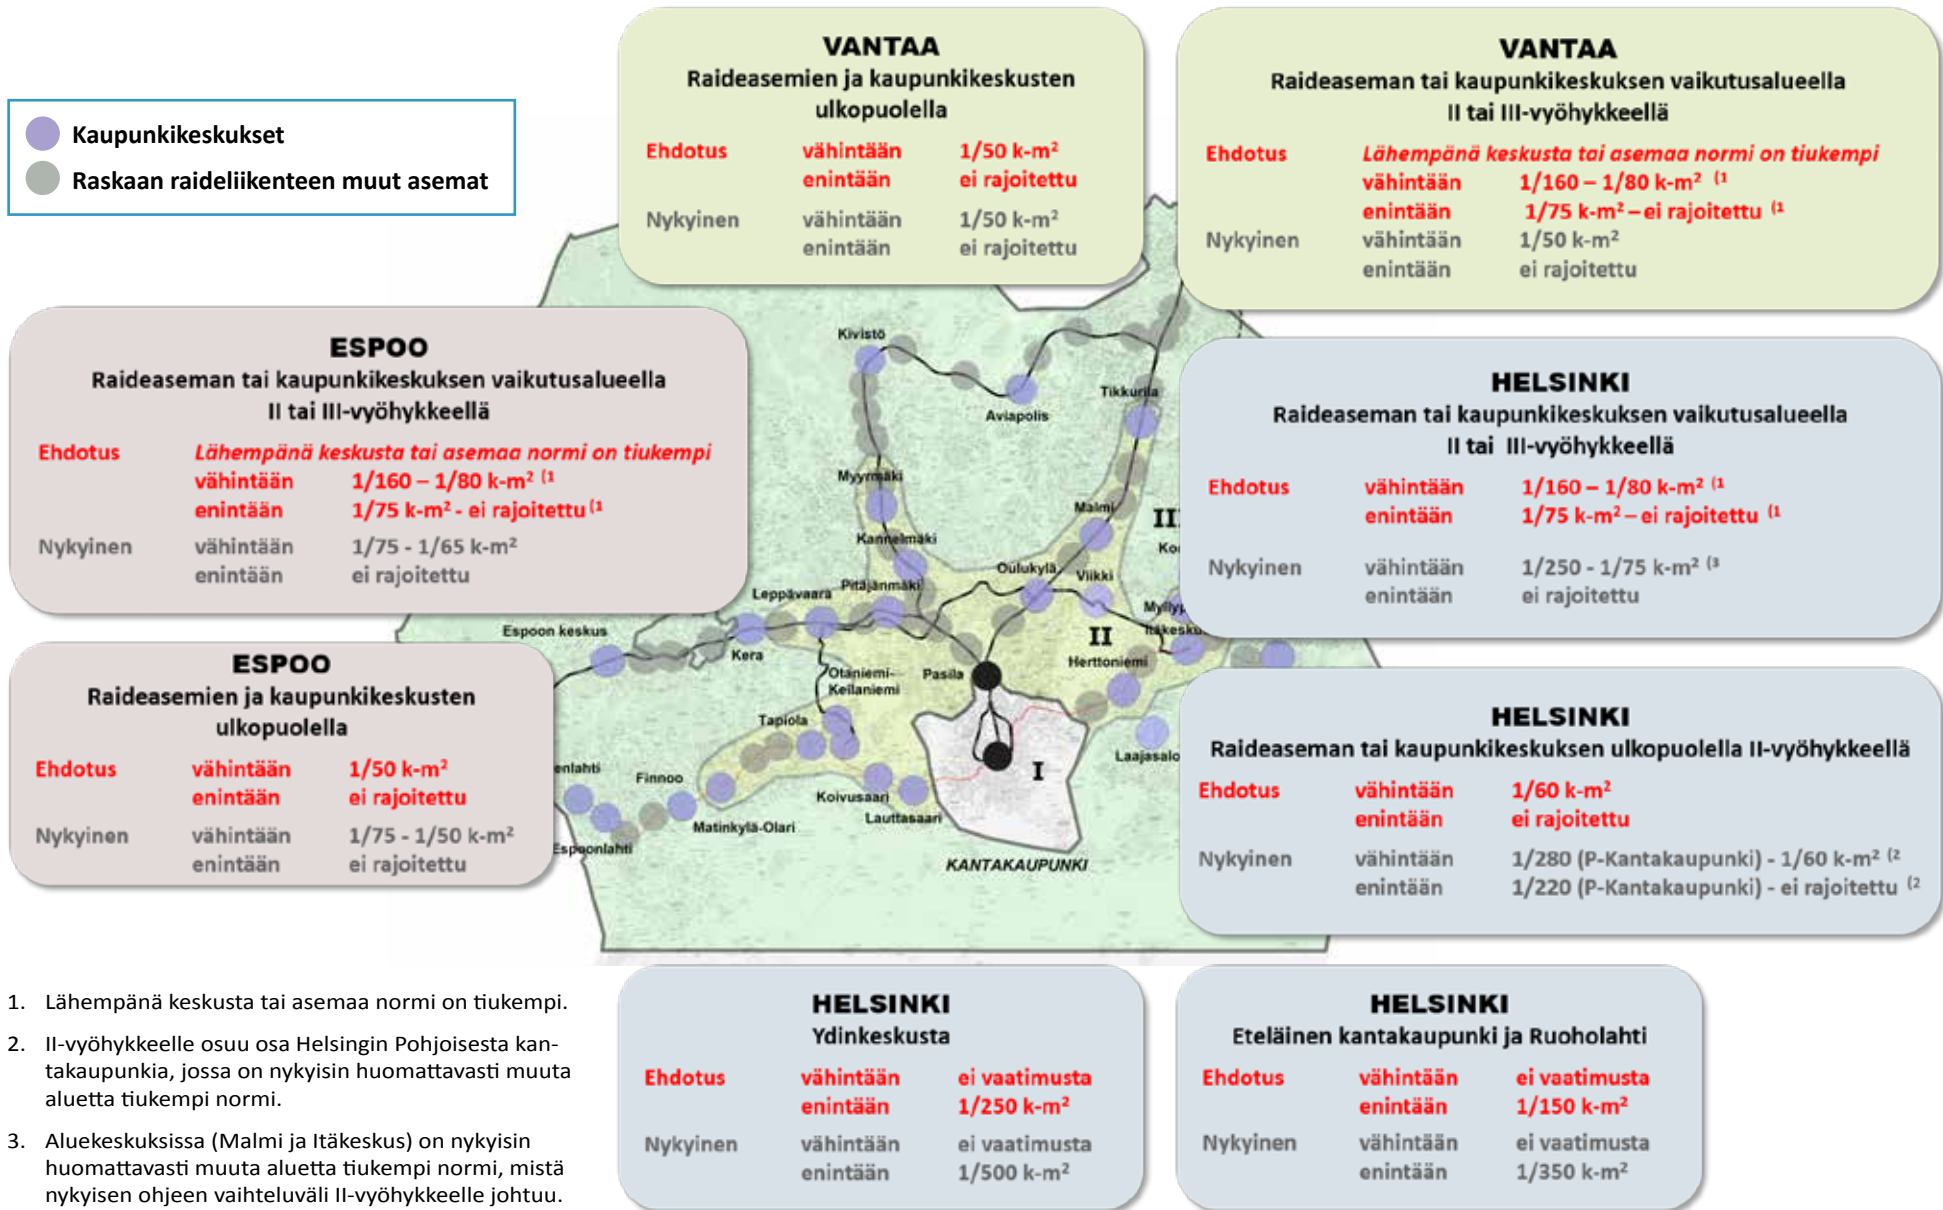 Kaupunkikeskukset
Raskaan raideliikenteen muut asemat
VANTAA
Raideasemien ja kaupunkikeskusten
ulkopuolella
Ehdotus vähintään 1/50 k-m²
enintään ei rajoitettu
Nykyinen vähintään 1/50 k-m²
enintään ei rajoitettu
VANTAA
Raideaseman tai kaupunkikeskuksen vaikutusalueella
II tai III-vyöhykkeellä
Ehdotus Lähempänä keskusta tai asemaa normi on tiukempi
vähintään 1/160 – 1/80 k-m² (1
enintään 1/75 k-m² – ei rajoitettu (1
Nykyinen vähintään 1/50 k-m²
enintään ei rajoitettu
ESPOO
Raideaseman tai kaupunkikeskuksen vaikutusalueella
II tai III-vyöhykkeellä
Ehdotus Lähempänä keskusta tai asemaa normi on tiukempi
vähintään 1/160 – 1/80 k-m² (1
enintään 1/75 k-m² - ei rajoitettu (1
Nykyinen vähintään 1/75 - 1/65 k-m²
enintään ei rajoitettu
HELSINKI
Raideaseman tai kaupunkikeskuksen vaikutusalueella
II tai III-vyöhykkeellä
Ehdotus vähintään 1/160 – 1/80 k-m² (1
enintään 1/75 k-m² – ei rajoitettu (1
Nykyinen vähintään 1/250 - 1/75 k-m² (3
enintään ei rajoitettu
ESPOO
Raideasemien ja kaupunkikeskusten
ulkopuolella
Ehdotus vähintään 1/50 k-m²
enintään ei rajoitettu
Nykyinen vähintään 1/75 - 1/50 k-m²
enintään ei rajoitettu
HELSINKI
Raideaseman tai kaupunkikeskuksen ulkopuolella II-vyöhykkeellä
Ehdotus vähintään 1/60 k-m²
enintään ei rajoitettu
Nykyinen vähintään 1/280 (P-Kantakaupunki) - 1/60 k-m² (2
enintään 1/220 (P-Kantakaupunki) - ei rajoitettu (2
Kivistö
Aviapolis
Tikkurila
Myyrmäki
Malmi
III
Kannelmäki
Ko
Oulukylä
Viikki
Pitäjänmäki
Leppävaara
Myllyp
Itäkesku
II
Espoon keskus
Kera
Herttoniemi
Otaniemi-
Keilaniemi
Pasila
Tapiola
Laajasalo
I
enlahti
Finnoo
Koivusaari
Lauttasaari
Matinkylä-Olari
Espoonlahti
KANTAKAUPUNKI
1. Lähempänä keskusta tai asemaa normi on tiukempi.
2. II-vyöhykkeelle osuu osa Helsingin Pohjoisesta kan-
takaupunkia, jossa on nykyisin huomattavasti muuta
aluetta tiukempi normi.
3. Aluekeskuksissa (Malmi ja Itäkeskus) on nykyisin
huomattavasti muuta aluetta tiukempi normi, mistä
nykyisen ohjeen vaihteluväli II-vyöhykkeelle johtuu.
HELSINKI
Ydinkeskusta
Ehdotus vähintään ei vaatimusta
enintään 1/250 k-m²
Nykyinen vähintään ei vaatimusta
enintään 1/500 k-m²
HELSINKI
Eteläinen kantakaupunki ja Ruoholahti
Ehdotus vähintään ei vaatimusta
enintään 1/150 k-m²
Nykyinen vähintään ei vaatimusta
enintään 1/350 k-m²